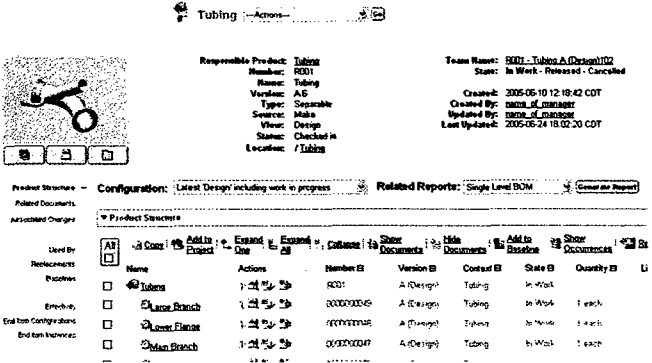 Tubing --Actions-- Go
Responsible Product: Tubing
Number: R001
Name: Tubing
Version: A.6
Type: Separable
Source: Make
View: Design
Status: Checked in
Location: / Tubing
Team Name: R001 - Tubing A (Design)102
State: In Work - Released - Cancelled
Created: 2005-06-10 12:18:42 CDT
Created By: name_of_manager
Updated By: name_of_manager
Last Updated: 2005-06-24 18:02:20 CDT
Product Structure
Related Documents
Associated Changes
Used By
Replacements
Baselines
Effectivity
End Item Configurations
End Item Instances
Configuration: Latest 'Design' including work in progress Related Reports: Single Level BOM Generate Report
Product Structure
All Copy Add to Project Expand One Expand All Collapse Show Documents Hide Documents Add to Baseline Show Occurrences
Name Actions Number Version Context State Quantity Li
Tubing R001 A (Design) Tubing In Work
Large Branch 0000000049 A (Design) Tubing In Work 1 each
Lower Flange 0000000048 A (Design) Tubing In Work 1 each
Main Branch 0000000047 A (Design) Tubing In Work 1 each